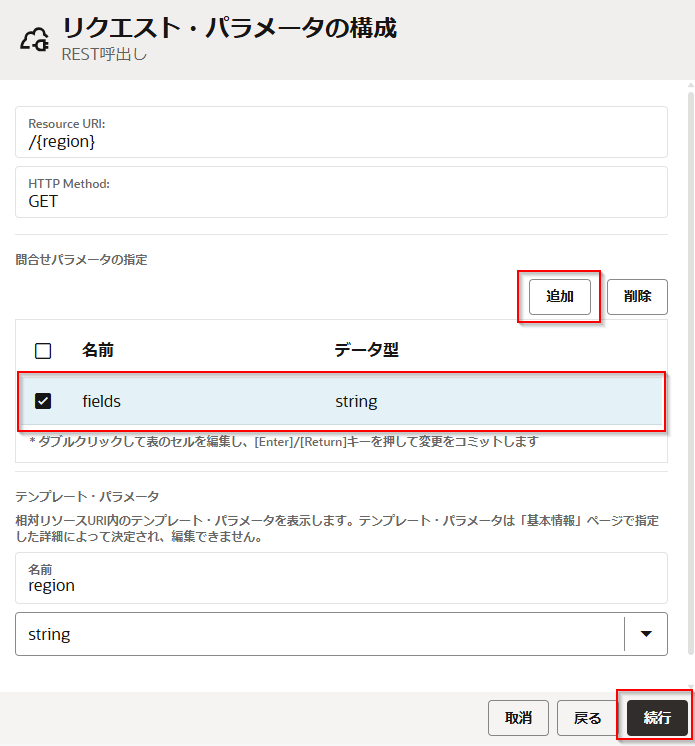 リクエスト・パラメータの構成
REST呼出し
Resource URI:
/{region}
HTTP Method:
GET
問合せパラメータの指定
追加 削除
名前 データ型
fields string
* ダブルクリックして表のセルを編集し、[Enter]/[Return]キーを押して変更をコミットします
テンプレート・パラメータ
相対リソースURI内のテンプレート・パラメータを表示します。テンプレート・パラメータは「基本情報」ページで指定
した詳細によって決定され、編集できません。
名前
region
string
取消 戻る 続行